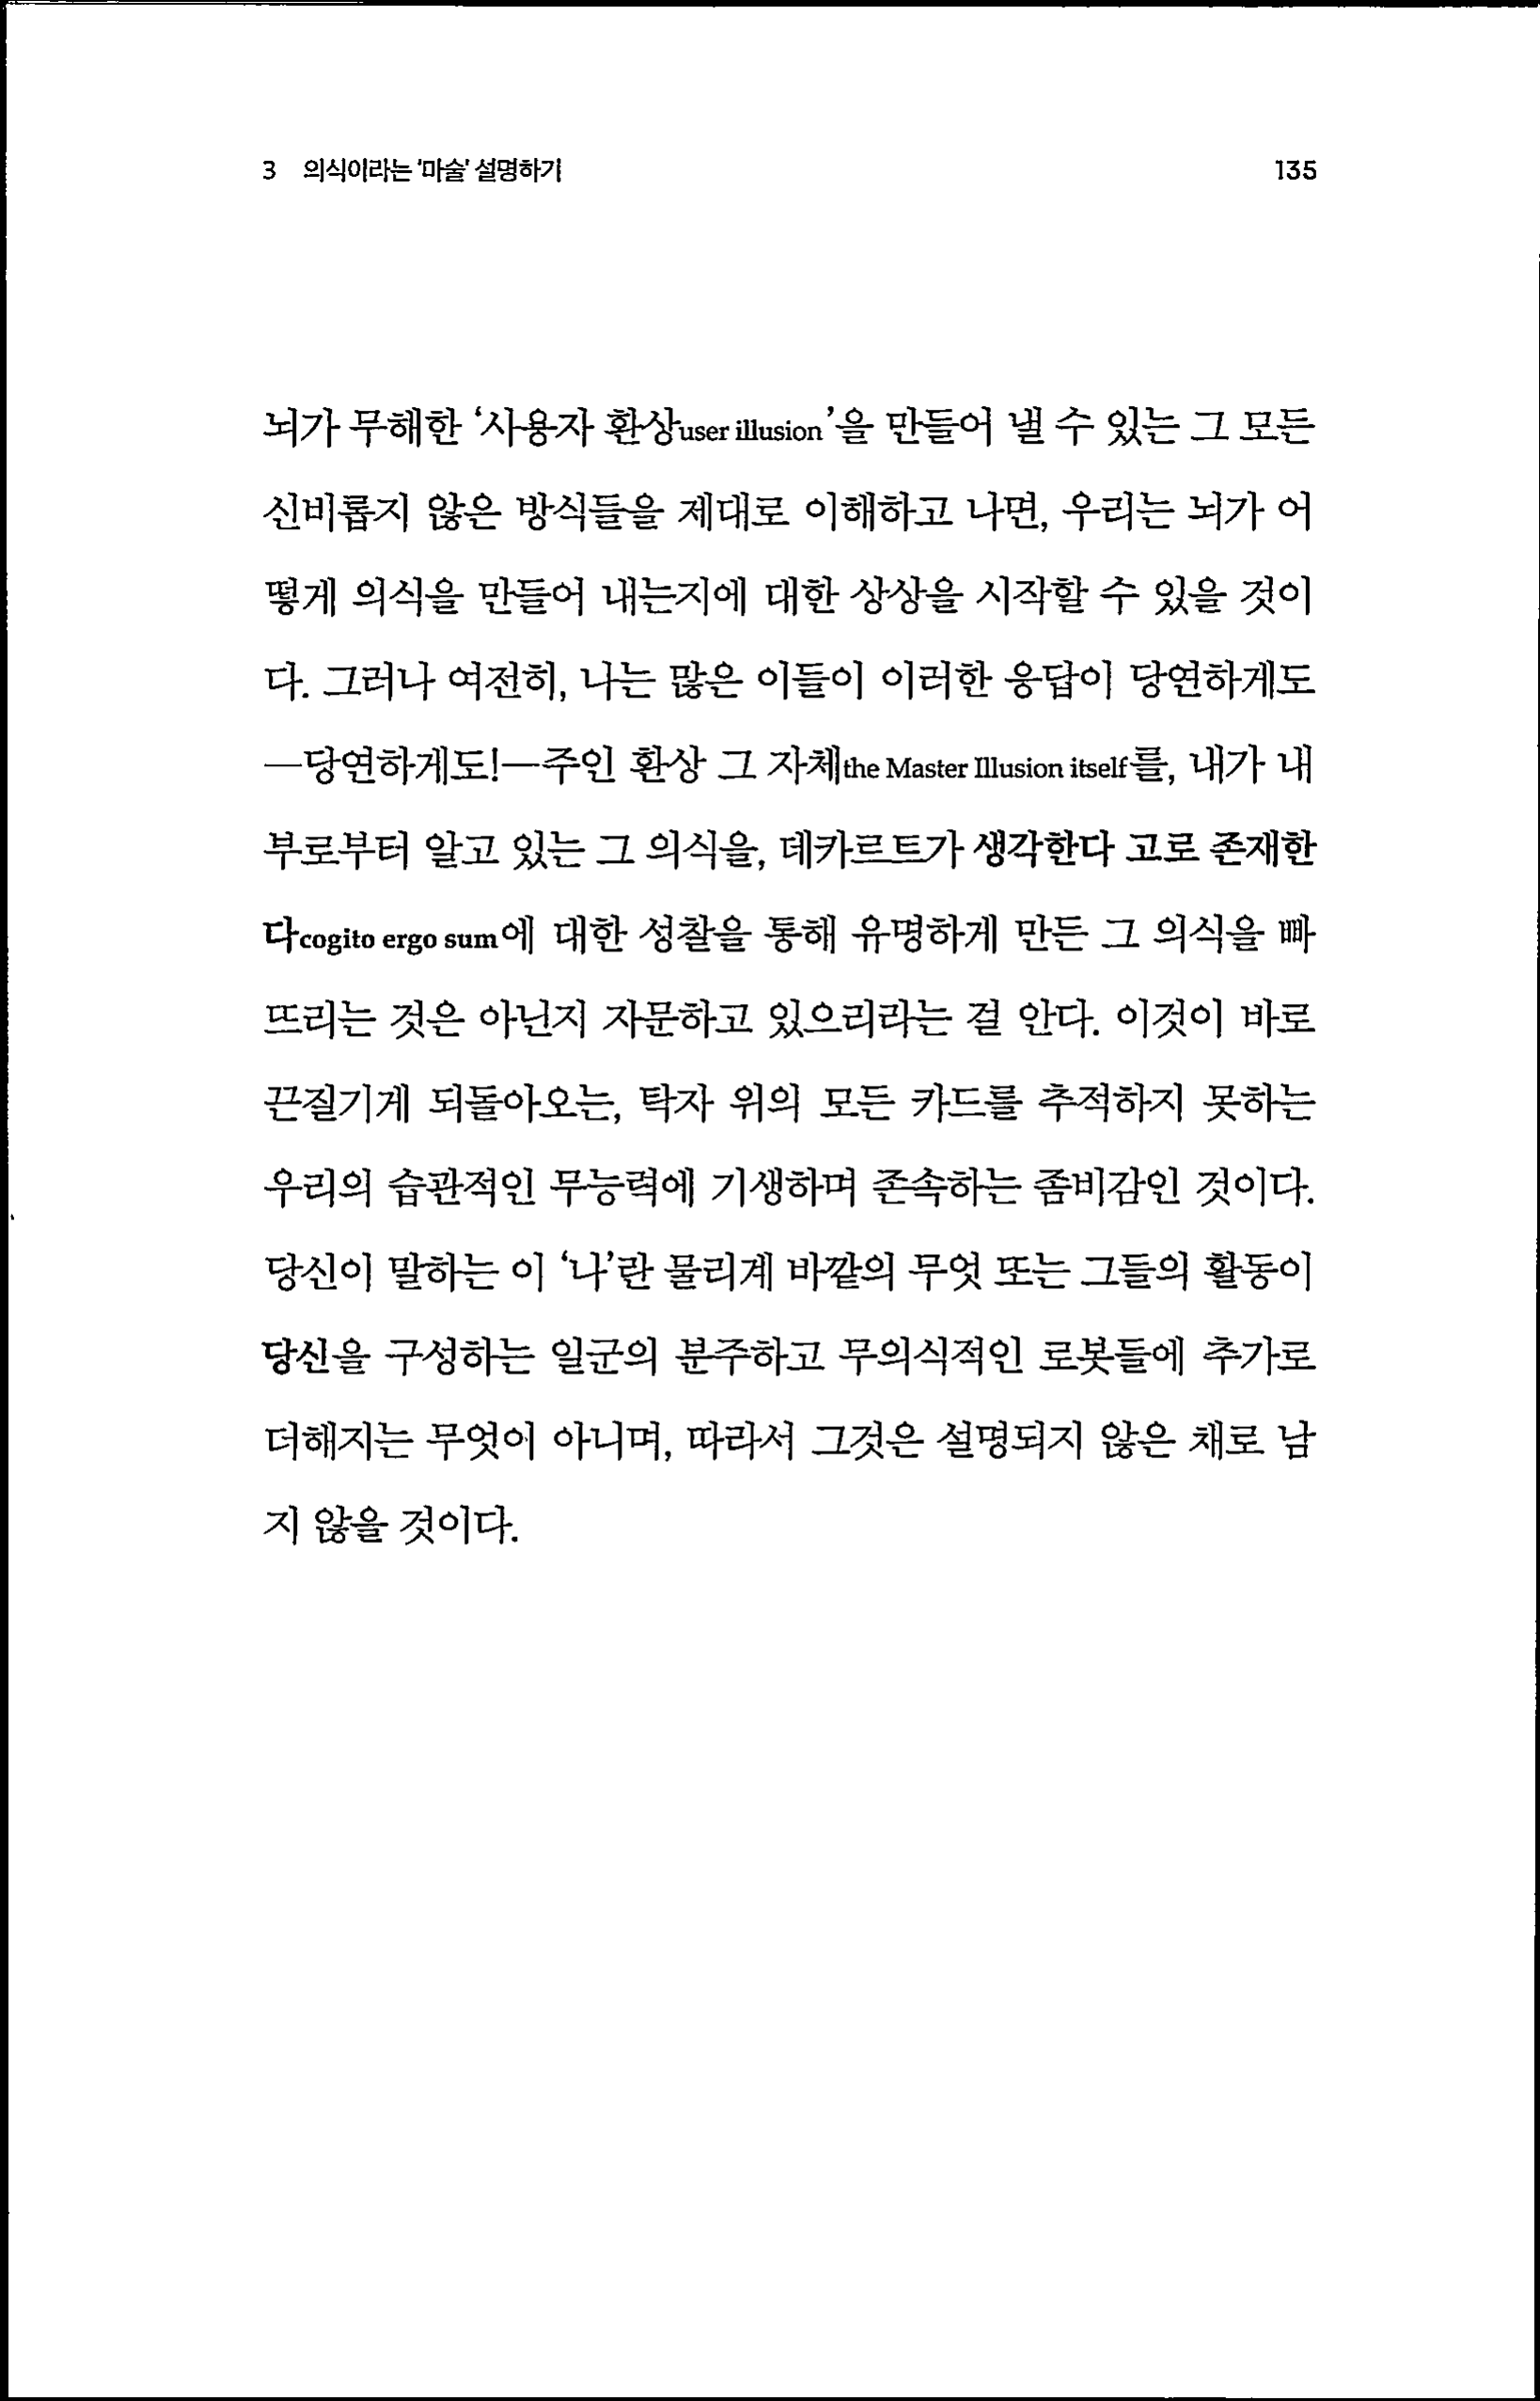 3 의식이라는 '마술' 설명하기 135
뇌가 무해한 ‘사용자 환상user illusion’을 만들어 낼 수 있는 그 모든
신비롭지 않은 방식들을 제대로 이해하고 나면, 우리는 뇌가 어
떻게 의식을 만들어 내는지에 대한 상상을 시작할 수 있을 것이
다. 그러나 여전히, 나는 많은 이들이 이러한 응답이 당연하게도
—당연하게도!—주인 환상 그 자체the Master Illusion itself를, 내가 내
부로부터 알고 있는 그 의식을, 데카르트가 생각한다 고로 존재한
다cogito ergo sum에 대한 성찰을 통해 유명하게 만든 그 의식을 빠
뜨리는 것은 아닌지 자문하고 있으리라는 걸 안다. 이것이 바로
끈질기게 되돌아오는, 탁자 위의 모든 카드를 추적하지 못하는
우리의 습관적인 무능력에 기생하며 존속하는 좀비감인 것이다.
당신이 말하는 이 ‘나’란 물리계 바깥의 무엇 또는 그들의 활동이
당신을 구성하는 일군의 분주하고 무의식적인 로봇들에 추가로
더해지는 무엇이 아니며, 따라서 그것은 설명되지 않은 채로 남
지 않을 것이다.